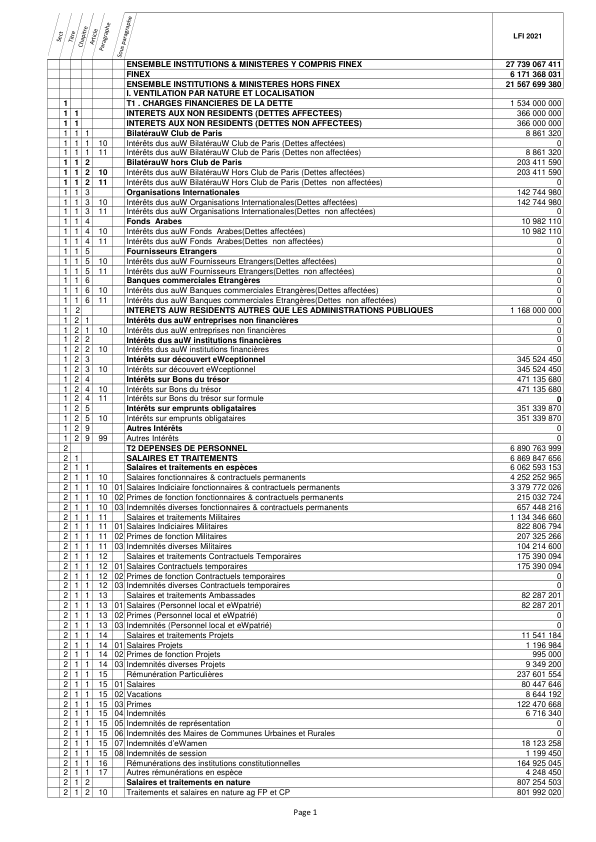 Sect Titre Chapitre Article Paragraphe Sous paragraphe LFI 2021
ENSEMBLE INSTITUTIONS & MINISTERES Y COMPRIS FINEX 27 739 067 411
FINEX 6 171 368 031
ENSEMBLE INSTITUTIONS & MINISTERES HORS FINEX 21 567 699 380
I. VENTILATION PAR NATURE ET LOCALISATION
1 T1 . CHARGES FINANCIERES DE LA DETTE 1 534 000 000
1 1 INTERETS AUX NON RESIDENTS (DETTES AFFECTEES) 366 000 000
1 1 INTERETS AUX NON RESIDENTS (DETTES NON AFFECTEES) 366 000 000
1 1 1 BilatérauW Club de Paris 8 861 320
1 1 1 10 Intérêts dus auW BilatérauW Club de Paris (Dettes affectées) 0
1 1 1 11 Intérêts dus auW BilatérauW Club de Paris (Dettes non affectées) 8 861 320
1 1 2 BilatérauW hors Club de Paris 203 411 590
1 1 2 10 Intérêts dus auW BilatérauW Hors Club de Paris (Dettes affectées) 203 411 590
1 1 2 11 Intérêts dus auW BilatérauW Hors Club de Paris (Dettes non affectées) 0
1 1 3 Organisations Internationales 142 744 980
1 1 3 10 Intérêts dus auW Organisations Internationales(Dettes affectées) 142 744 980
1 1 3 11 Intérêts dus auW Organisations Internationales(Dettes non affectées) 0
1 1 4 Fonds Arabes 10 982 110
1 1 4 10 Intérêts dus auW Fonds Arabes(Dettes affectées) 10 982 110
1 1 4 11 Intérêts dus auW Fonds Arabes(Dettes non affectées) 0
1 1 5 Fournisseurs Etrangers 0
1 1 5 10 Intérêts dus auW Fournisseurs Etrangers(Dettes affectées) 0
1 1 5 11 Intérêts dus auW Fournisseurs Etrangers(Dettes non affectées) 0
1 1 6 Banques commerciales Etrangères 0
1 1 6 10 Intérêts dus auW Banques commerciales Etrangères(Dettes affectées) 0
1 1 6 11 Intérêts dus auW Banques commerciales Etrangères(Dettes non affectées) 0
1 2 INTERETS AUW RESIDENTS AUTRES QUE LES ADMINISTRATIONS PUBLIQUES 1 168 000 000
1 2 1 Intérêts dus auW entreprises non financières 0
1 2 1 10 Intérêts dus auW entreprises non financières 0
1 2 2 Intérêts dus auW institutions financières 0
1 2 2 10 Intérêts dus auW institutions financières 0
1 2 3 Intérêts sur découvert eWceptionnel 345 524 450
1 2 3 10 Intérêts sur découvert eWceptionnel 345 524 450
1 2 4 Intérêts sur Bons du trésor 471 135 680
1 2 4 10 Intérêts sur Bons du trésor 471 135 680
1 2 4 11 Intérêts sur Bons du trésor sur formule 0
1 2 5 Intérêts sur emprunts obligataires 351 339 870
1 2 5 10 Intérêts sur emprunts obligataires 351 339 870
1 2 9 Autres Intérêts 0
1 2 9 99 Autres Intérêts 0
2 T2 DEPENSES DE PERSONNEL 6 890 763 999
2 1 SALAIRES ET TRAITEMENTS 6 869 847 656
2 1 1 Salaires et traitements en espèces 6 062 593 153
2 1 1 10 Salaires fonctionnaires & contractuels permanents 4 252 252 965
2 1 1 10 01 Salaires Indiciaire fonctionnaires & contractuels permanents 3 379 772 026
2 1 1 10 02 Primes de fonction fonctionnaires & contractuels permanents 215 032 724
2 1 1 10 03 Indemnités diverses fonctionnaires & contractuels permanents 657 448 216
2 1 1 11 Salaires et traitements Militaires 1 134 346 660
2 1 1 11 01 Salaires Indiciaires Militaires 822 806 794
2 1 1 11 02 Primes de fonction Militaires 207 325 266
2 1 1 11 03 Indemnités diverses Militaires 104 214 600
2 1 1 12 Salaires et traitements Contractuels Temporaires 175 390 094
2 1 1 12 01 Salaires Contractuels temporaires 175 390 094
2 1 1 12 02 Primes de fonction Contractuels temporaires 0
2 1 1 12 03 Indemnités diverses Contractuels temporaires 0
2 1 1 13 Salaires et traitements Ambassades 82 287 201
2 1 1 13 01 Salaires (Personnel local et eWpatrié) 82 287 201
2 1 1 13 02 Primes (Personnel local et eWpatrié) 0
2 1 1 13 03 Indemnités (Personnel local et eWpatrié) 0
2 1 1 14 Salaires et traitements Projets 11 541 184
2 1 1 14 01 Salaires Projets 1 196 984
2 1 1 14 02 Primes de fonction Projets 995 000
2 1 1 14 03 Indemnités diverses Projets 9 349 200
2 1 1 15 Rémunération Particulières 237 601 554
2 1 1 15 01 Salaires 80 447 646
2 1 1 15 02 Vacations 8 644 192
2 1 1 15 03 Primes 122 470 668
2 1 1 15 04 Indemnités 6 716 340
2 1 1 15 05 Indemnités de représentation 0
2 1 1 15 06 Indemnités des Maires de Communes Urbaines et Rurales 0
2 1 1 15 07 Indemnités d'eWamen 18 123 258
2 1 1 15 08 Indemnités de session 1 199 450
2 1 1 16 Rémunérations des institutions constitutionnelles 164 925 045
2 1 1 17 Autres rémunérations en espèce 4 248 450
2 1 2 Salaires et traitements en nature 807 254 503
2 1 2 10 Traitements et salaires en nature ag FP et CP 801 992 020
Page 1